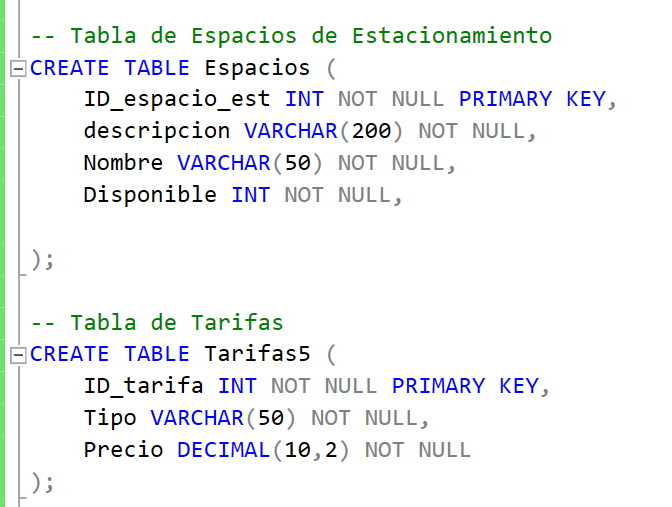 -- Tabla de Espacios de Estacionamiento
CREATE TABLE Espacios (
    ID_espacio_est INT NOT NULL PRIMARY KEY,
    descripcion VARCHAR(200) NOT NULL,
    Nombre VARCHAR(50) NOT NULL,
    Disponible INT NOT NULL,
);
-- Tabla de Tarifas
CREATE TABLE Tarifas5 (
    ID_tarifa INT NOT NULL PRIMARY KEY,
    Tipo VARCHAR(50) NOT NULL,
    Precio DECIMAL(10,2) NOT NULL
);